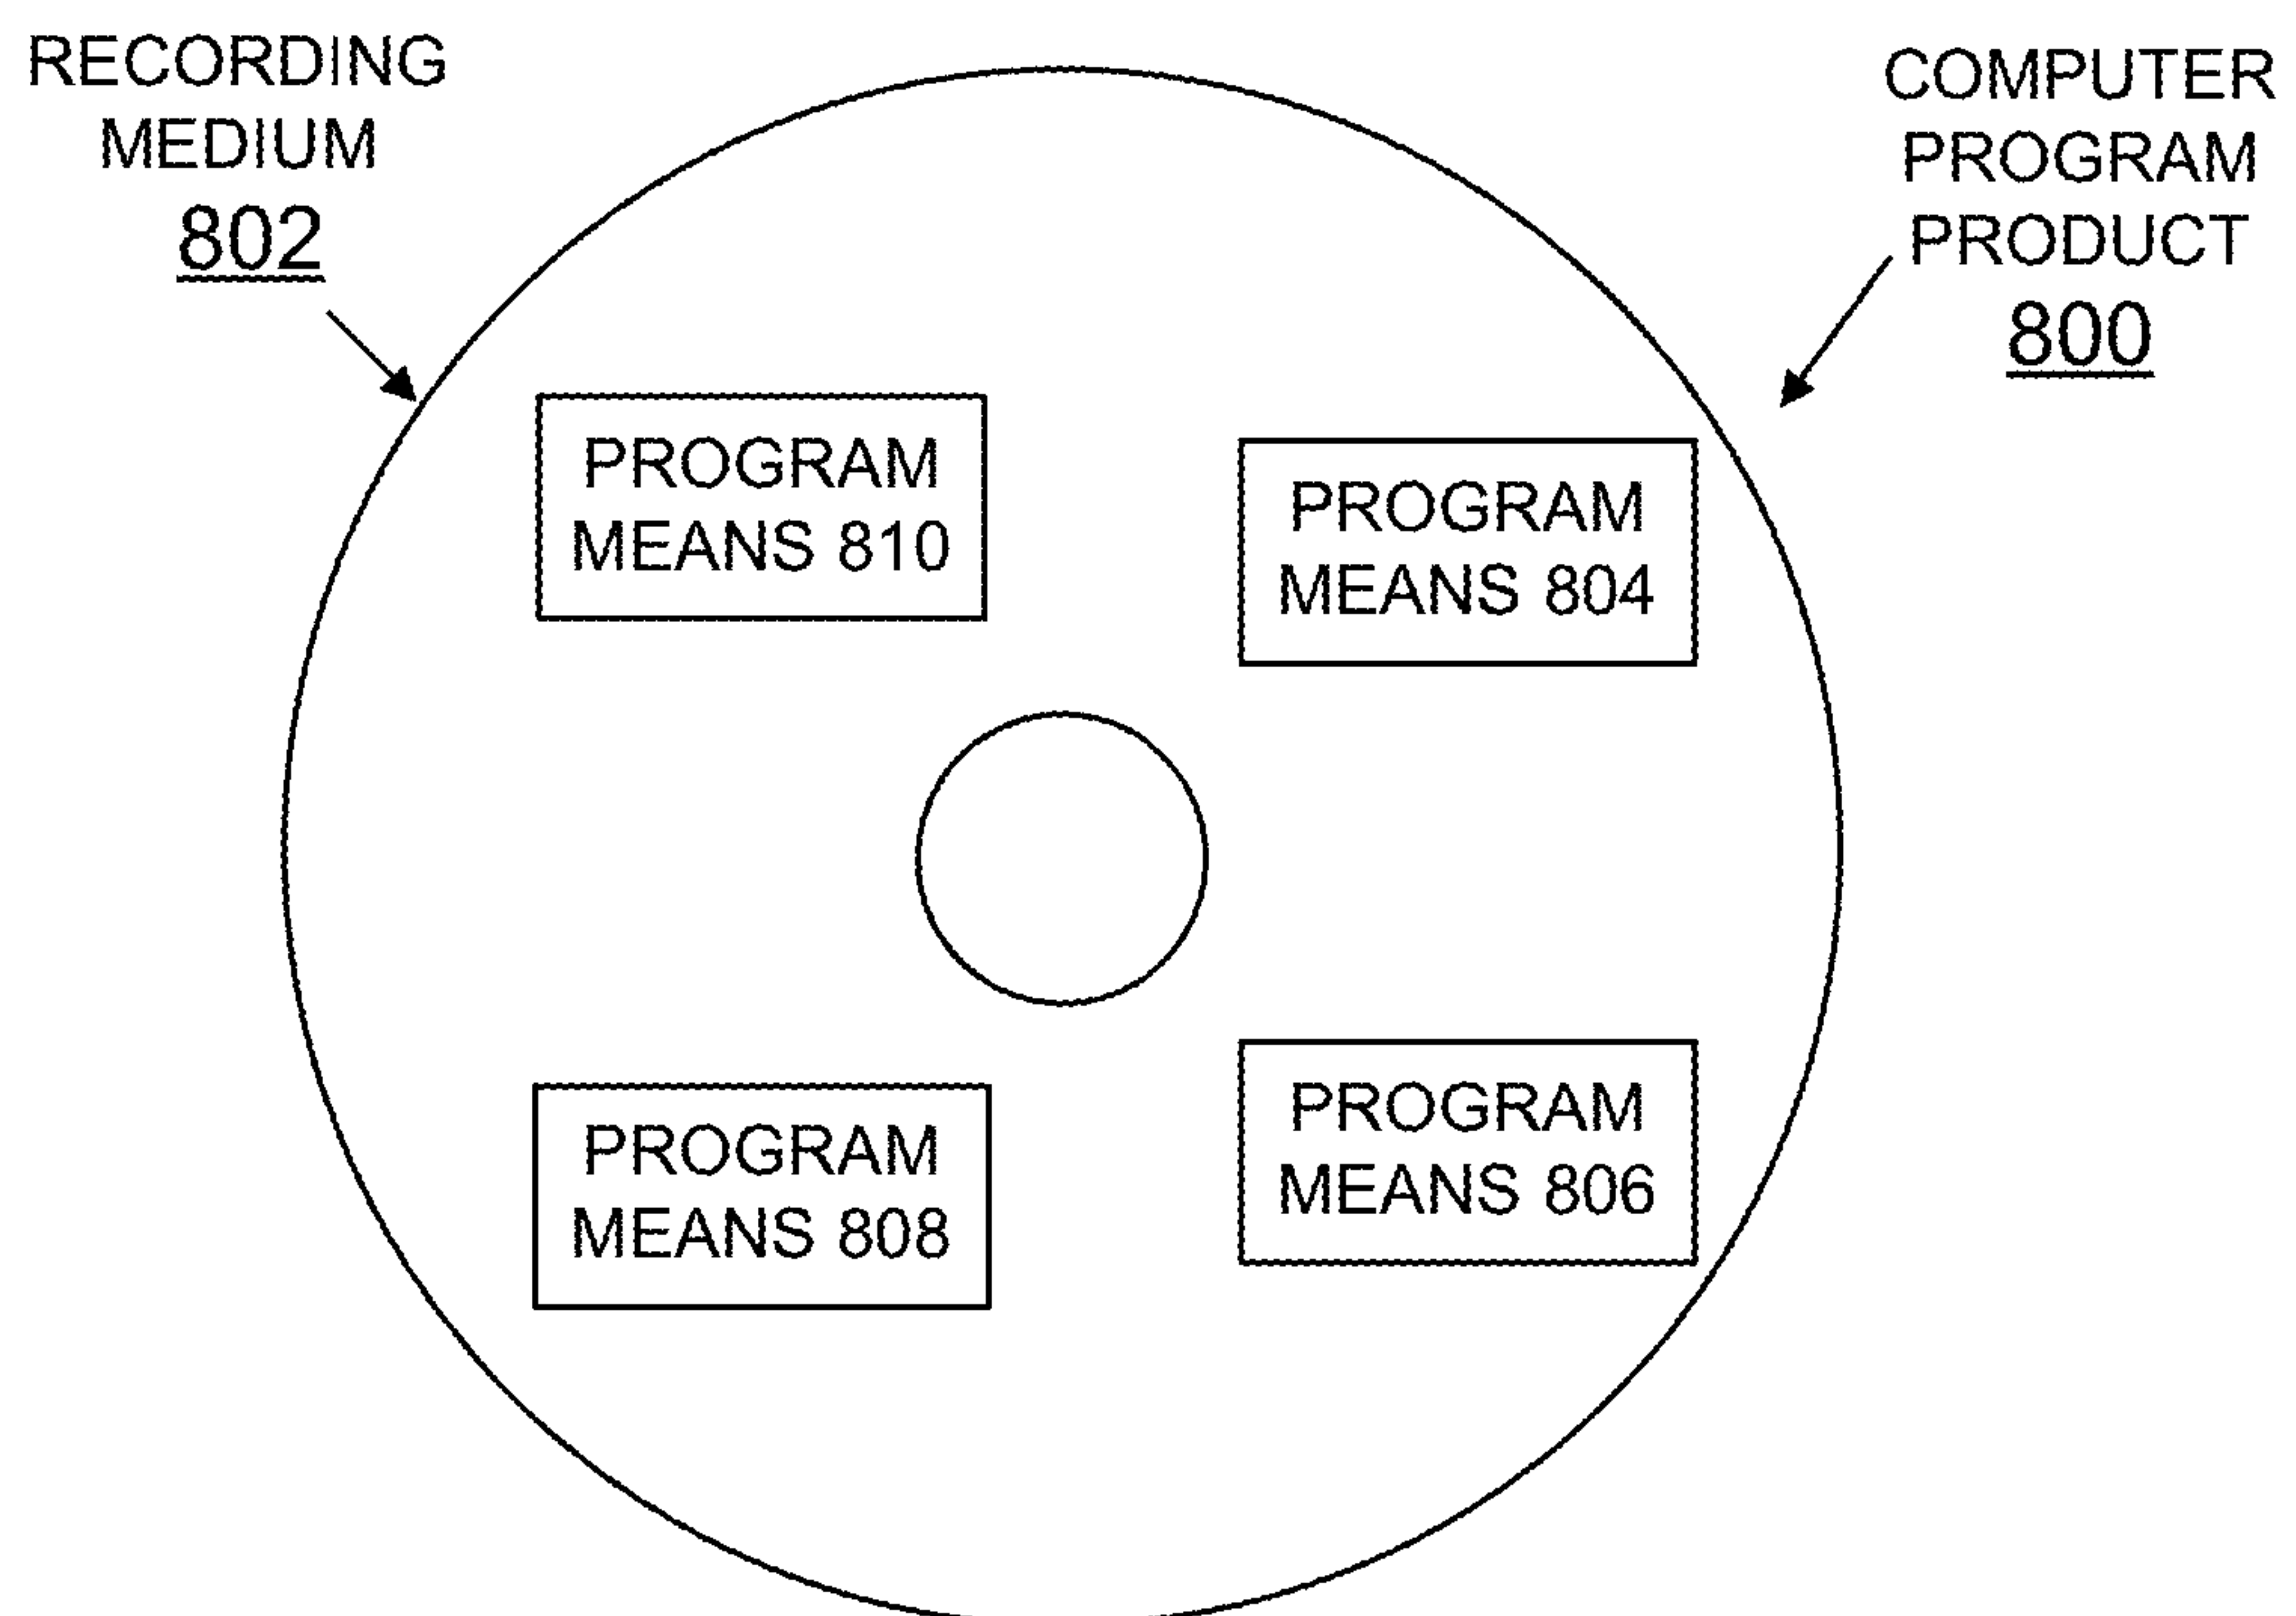 RECORDING
MEDIUM
802
COMPUTER
PROGRAM
PRODUCT
800
PROGRAM
MEANS 810
PROGRAM
MEANS 804
PROGRAM
MEANS 808
PROGRAM
MEANS 806